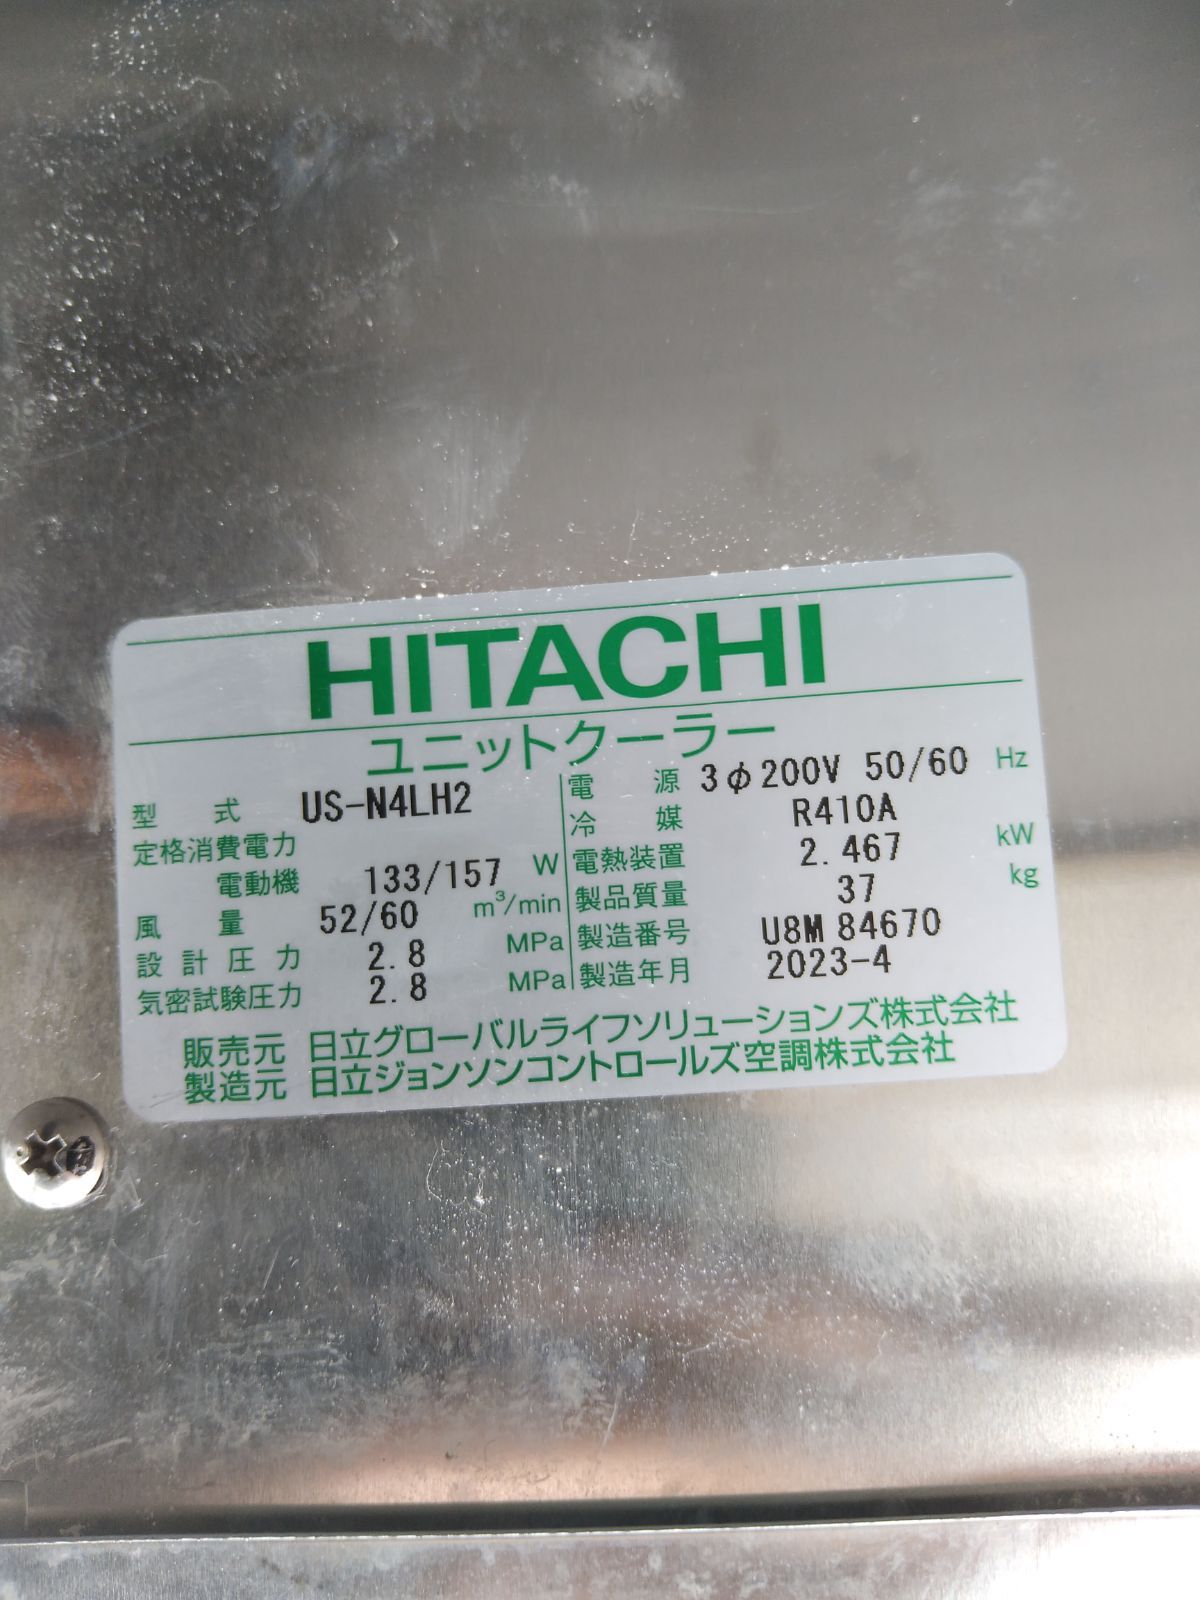 HITACHI
ユニットクーラー
型式 US-N4LH2
定格消費電力
電動機 133/157 W
風量 52/60 m³/min
設計圧力 2.8 MPa
気密試験圧力 2.8 MPa
電源 3φ200V 50/60 Hz
冷媒 R410A
電熱装置 2.467 kW
製品質量 37 kg
製造番号 U8M 84670
製造年月 2023-4
販売元 日立グローバルライフソリューションズ株式会社
製造元 日立ジョンソンコントロールズ空調株式会社